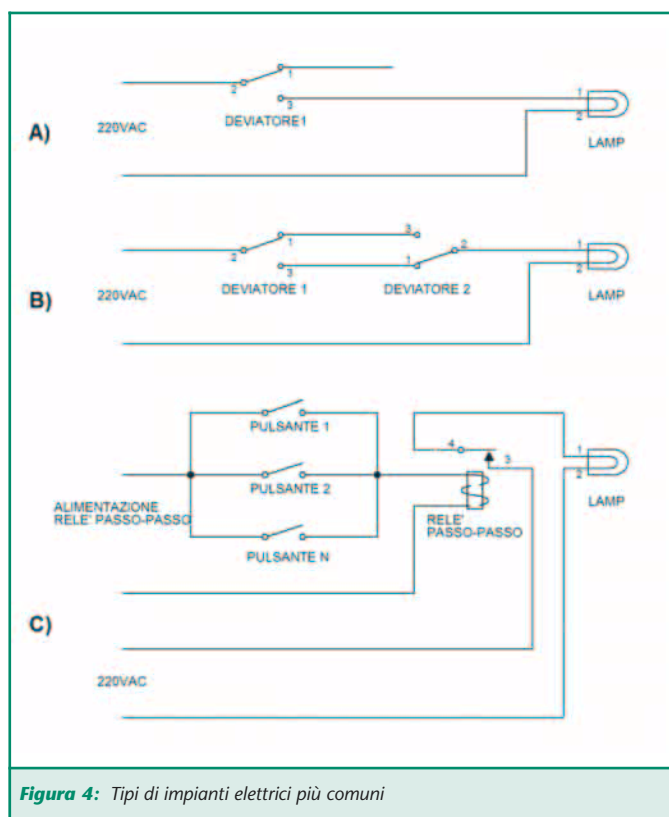 1
2
3
1
2
220VAC
DEVIATORE1
A)
LAMP
1
2
3
3
1
2
1
2
220VAC
DEVIATORE 1
DEVIATORE 2
B)
LAMP
PULSANTE 1
4
3
1
2
PULSANTE 2
LAMP
ALIMENTAZIONE
RELE' PASSO-PASSO
RELE'
PASSO-PASSO
PULSANTE N
C)
220VAC
Figura 4: Tipi di impianti elettrici più comuni